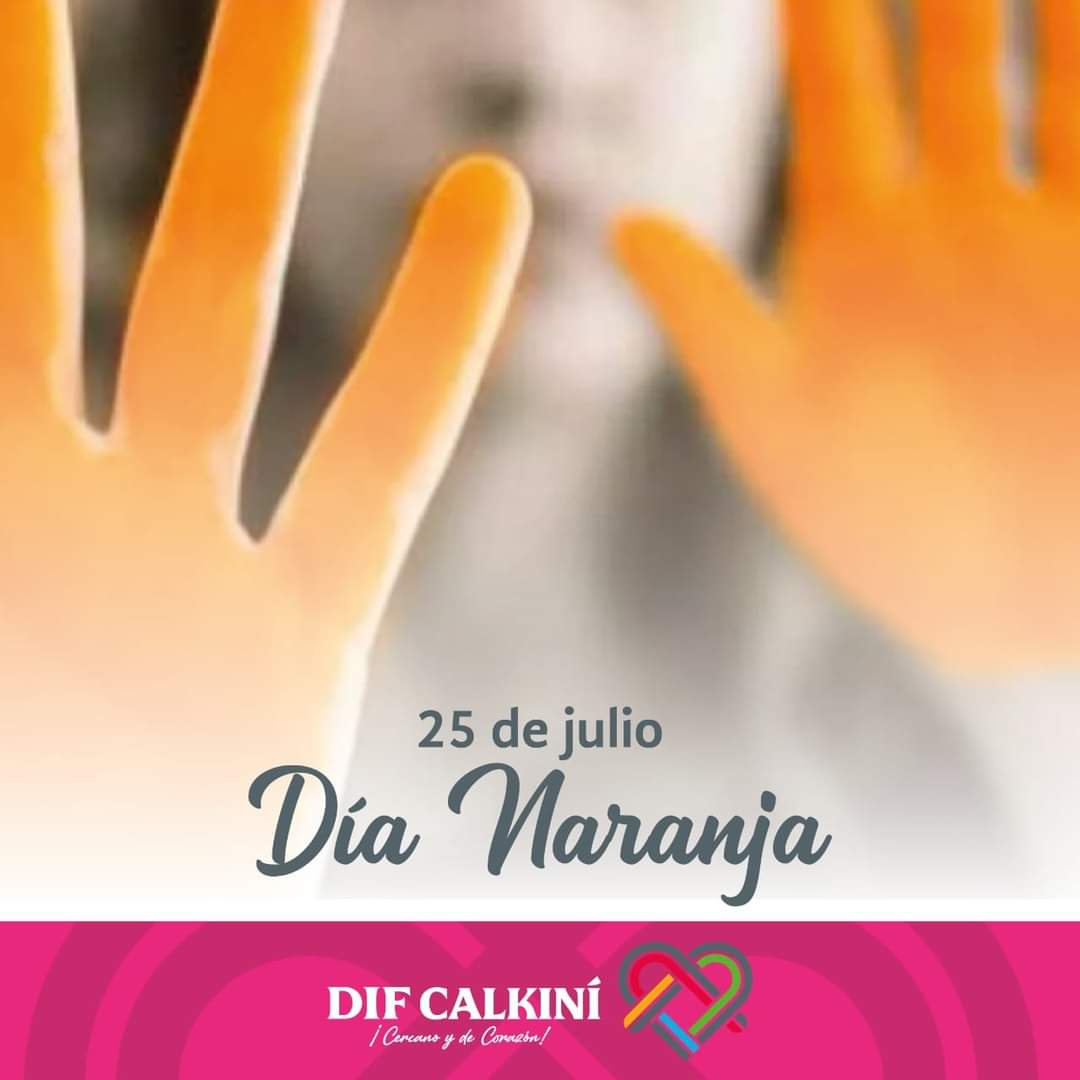 25 de julio
Día Naranja
DIF CALKINÍ
¡Cercano y de Corazón!